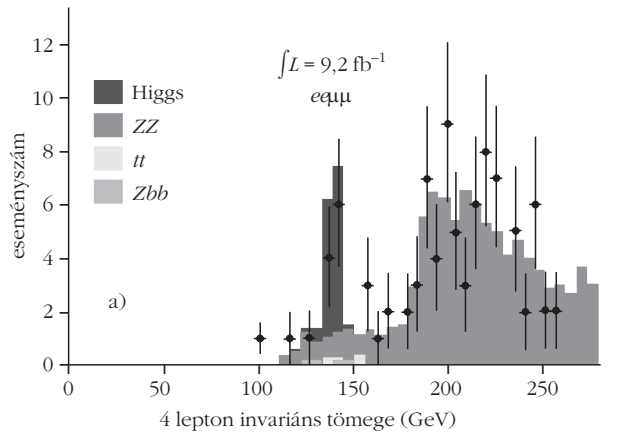 12
10
8
6
4
2
0
eseményszám
∫L = 9,2 fb⁻¹
eeμμ
Higgs
ZZ
tt
Zbb
a)
0
50
100
150
200
250
4 lepton invariáns tömege (GeV)